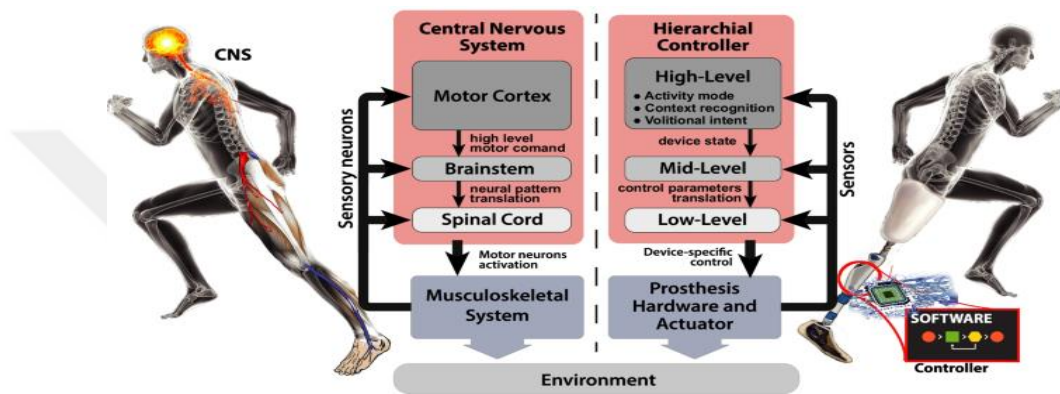 CNS
Central Nervous
System
Motor Cortex
high level
motor comand
Brainstem
neural pattern
translation
Spinal Cord
Motor neurons
activation
Musculoskeletal
System
Sensory neurons
Hierarchial
Controller
High-Level
• Activity mode
• Context recognition
• Volitional intent
device state
Mid-Level
control parameters
translation
Low-Level
Device-specific
control
Prosthesis
Hardware and
Actuator
Sensors
SOFTWARE
Controller
Environment